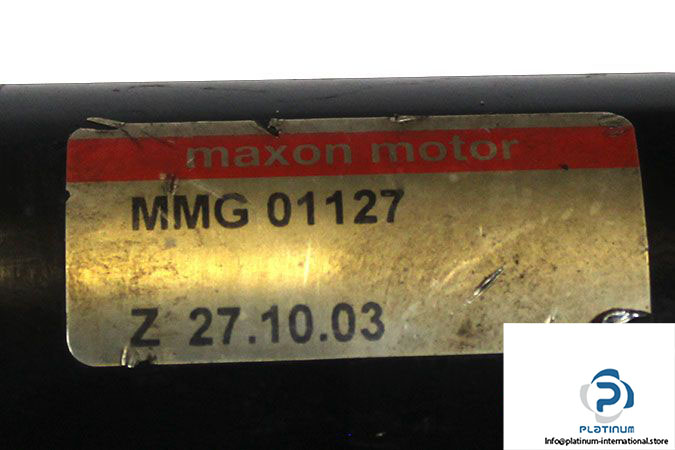 maxon motor
MMG 01127
Z 27.10.03
PLATINUM
Info@platinum-international.store